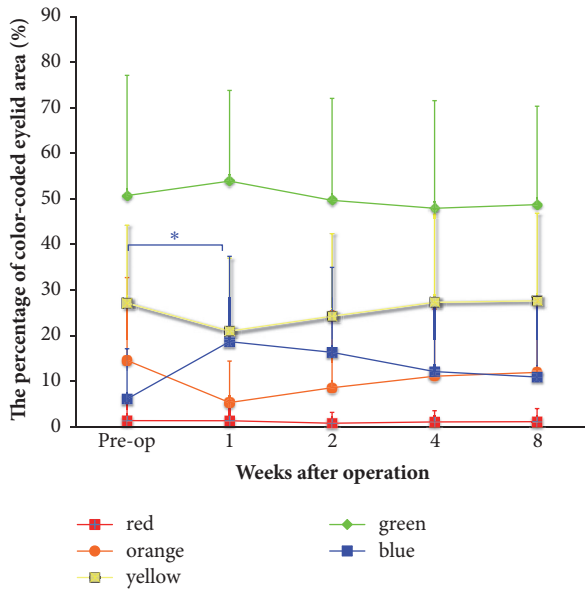 The percentage of color-coded eyelid area (%)
90
80
70
60
50
40
30
20
10
0
*
Pre-op 1 2 4 8
Weeks after operation
red green
orange blue
yellow